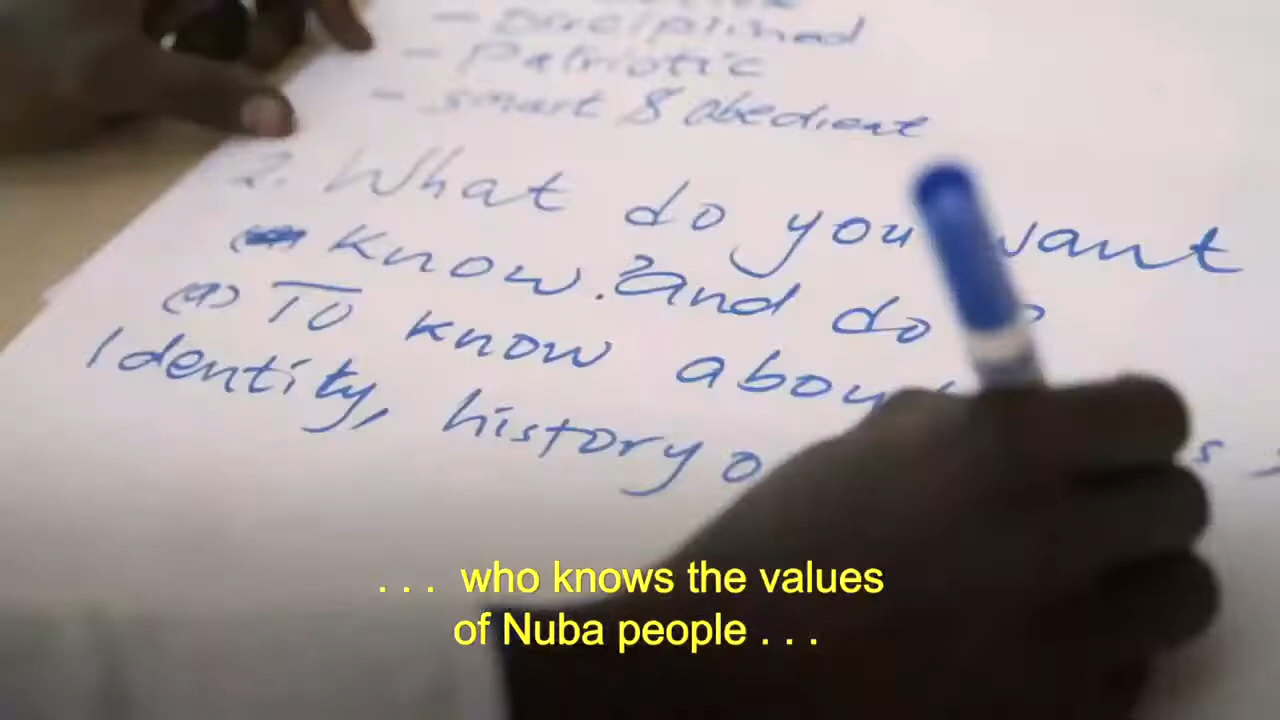 - Disciplined
- Patriotic
- smart & abedient
2. What do you want
Know.? and do
(a) To know about
Identity, history
. . . who knows the values
of Nuba people . . .